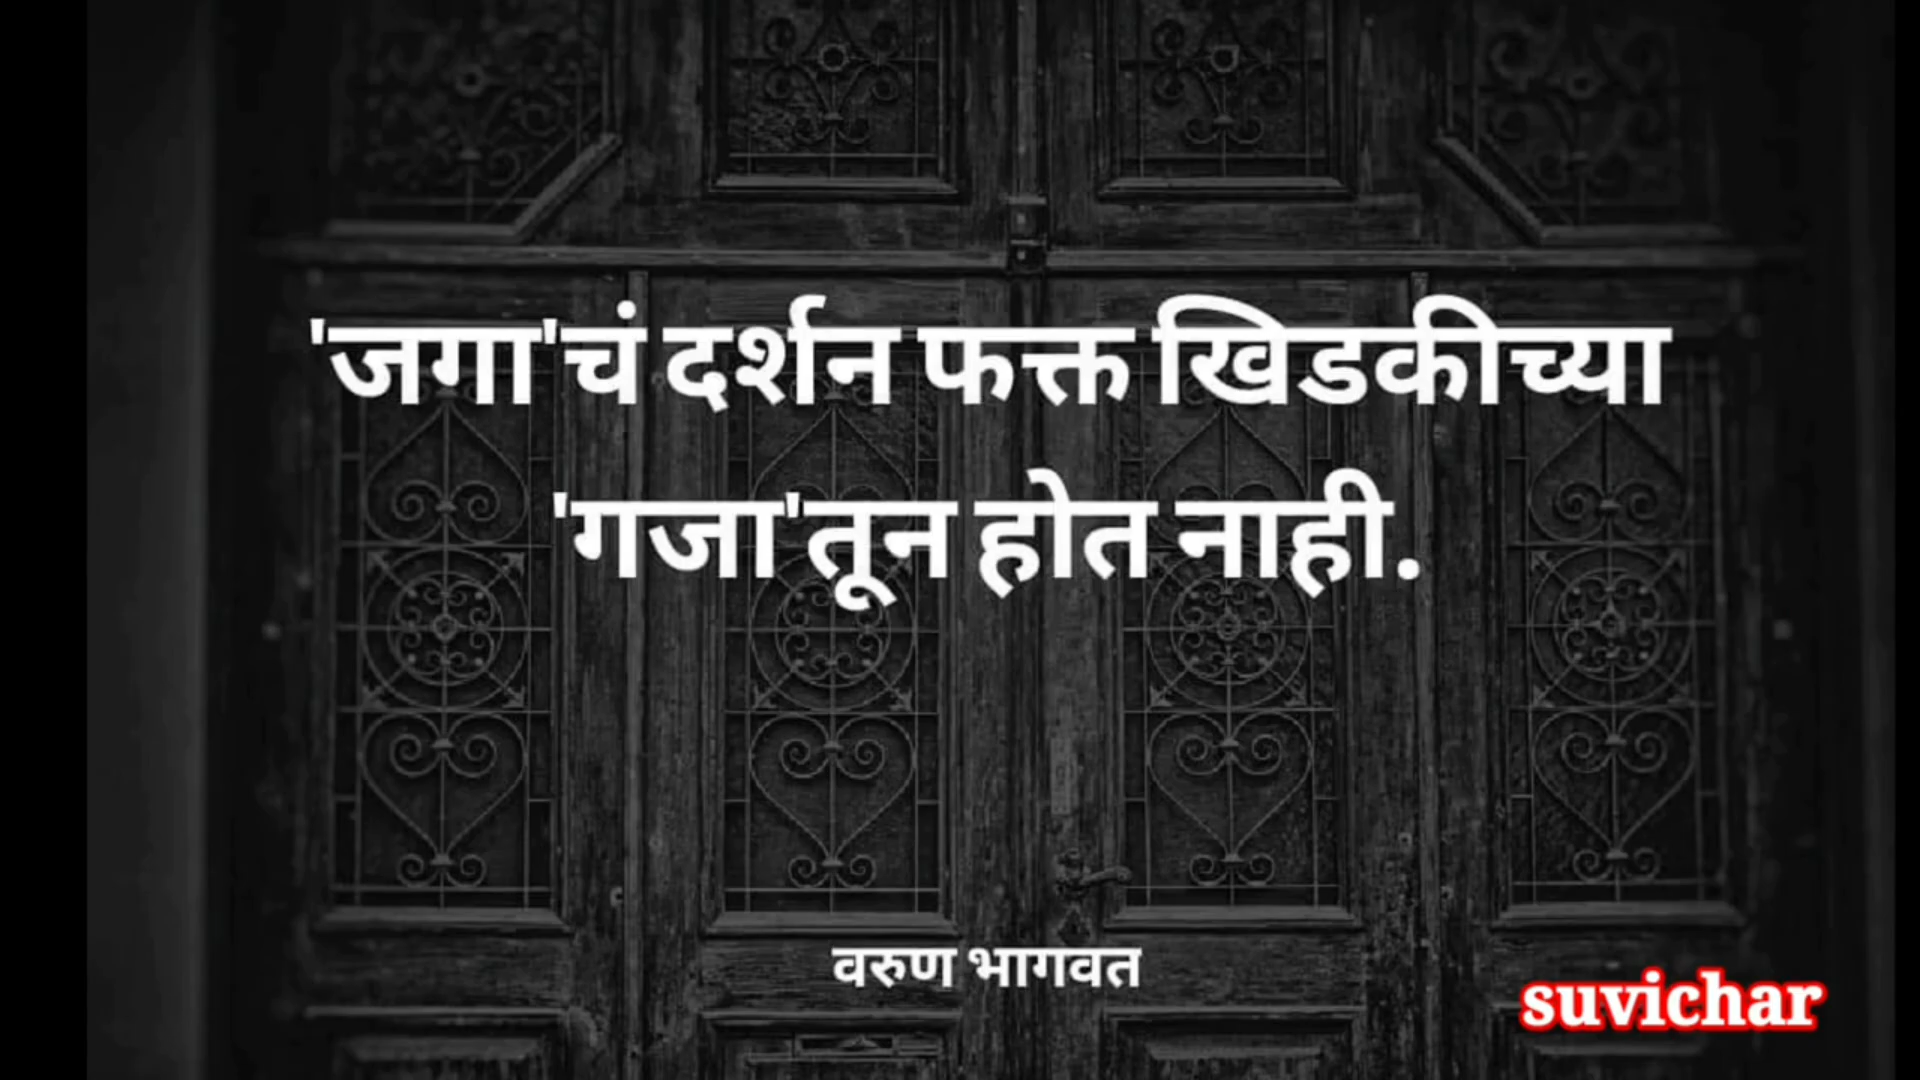 'जगा'चं दर्शन फक्त खिडकीच्या
'गजा'तून होत नाही.
वरुण भागवत
suvichar